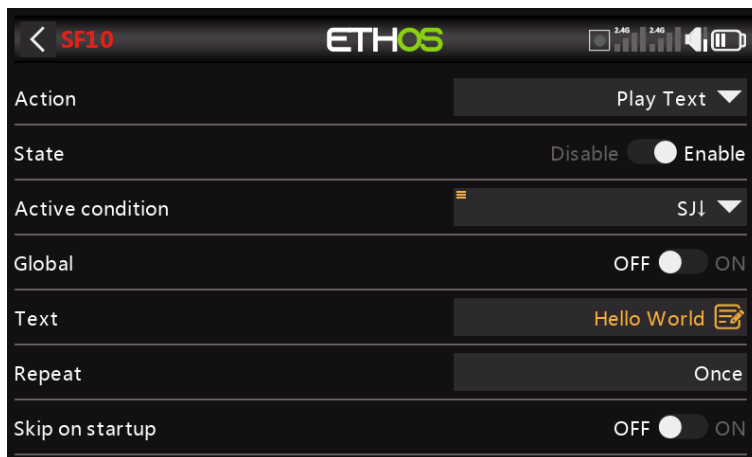 SF10 ETHOS 2.4G 2.4G
Action Play Text
State Disable Enable
Active condition SJ↓
Global OFF ON
Text Hello World
Repeat Once
Skip on startup OFF ON